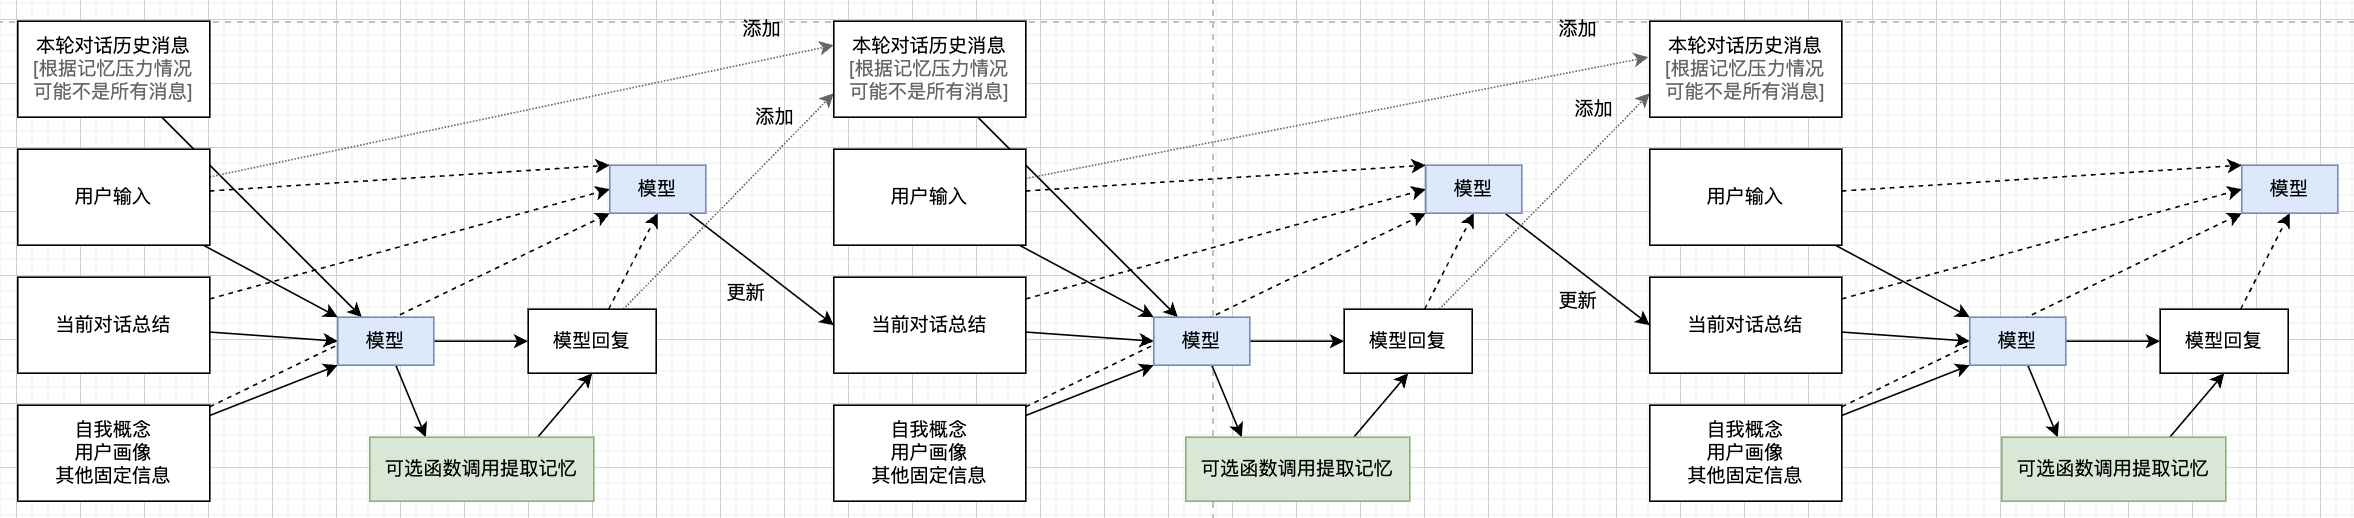 添加
添加
本轮对话历史消息
[根据记忆压力情况
可能不是所有消息]
本轮对话历史消息
[根据记忆压力情况
可能不是所有消息]
本轮对话历史消息
[根据记忆压力情况
可能不是所有消息]
添加
添加
用户输入
模型
用户输入
模型
用户输入
模型
更新
更新
当前对话总结
模型
模型回复
当前对话总结
模型
模型回复
当前对话总结
模型
模型回复
自我概念
用户画像
其他固定信息
可选函数调用提取记忆
自我概念
用户画像
其他固定信息
可选函数调用提取记忆
自我概念
用户画像
其他固定信息
可选函数调用提取记忆